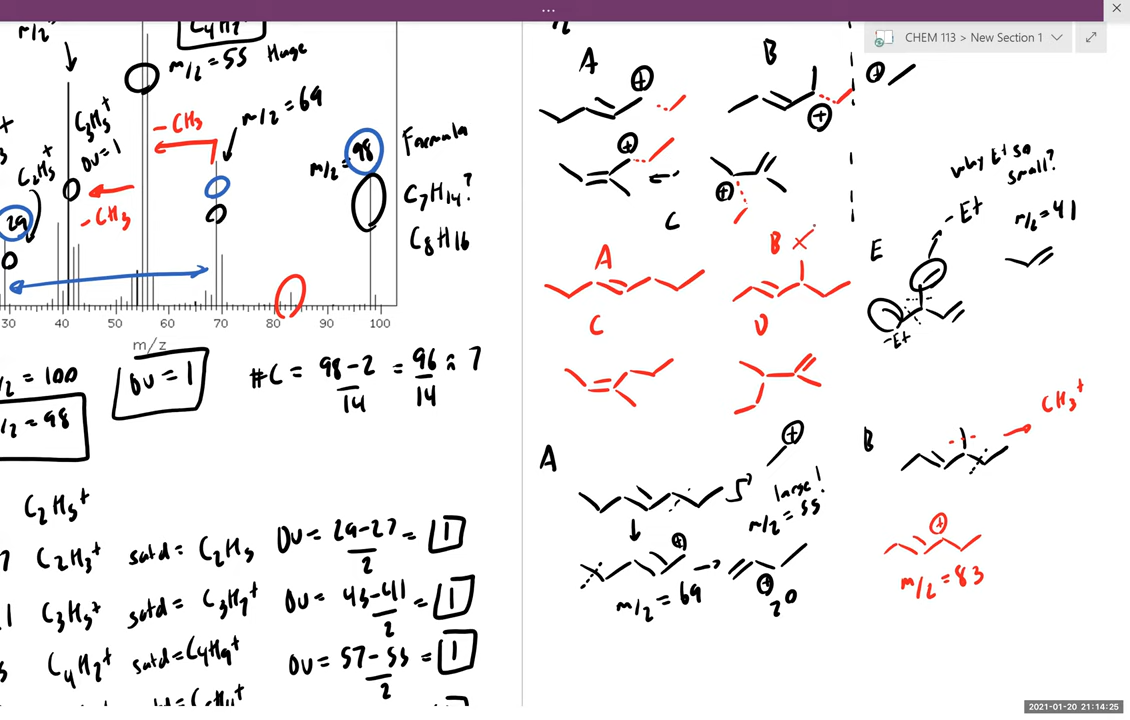 CHEM 113 > New Section 1
m/z
C4H7+
m/z = 55 Huge
C3H5+
DU=1
- CH3
m/z = 69
C2H5+
29
- CH3
m/z = 98
Formula
C7H14?
C8H16
30 40 50 60 70 80 90 100
m/z
m/z = 100
m/z = 98
DU = 1
#C = 98-2 / 14 = 96 / 14 ≈ 7
C2H5+
C2H3+ satd = C2H5 DU = 29-27 / 2 = 1
C3H5+ satd = C3H7+ DU = 43-41 / 2 = 1
C4H7+ satd = C4H9+ DU = 57-55 / 2 = 1
A
B
+
+
+
+
+
C
A
B X
C
D
Why Et so
small?
- Et
m/z = 41
E
-Et
A
+
large!
m/z = 55
+
m/z = 69
+
2°
B
CH3+
+
m/z = 83
2021-01-20 21:14:25